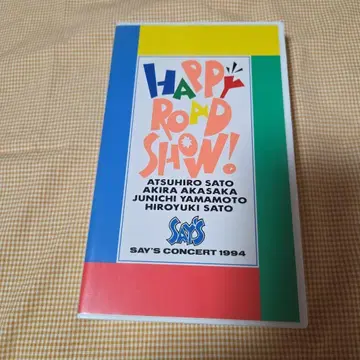 HAPPY
ROAD
SHOW!
ATSUHIRO SATO
AKIRA AKASAKA
JUNICHI YAMAMOTO
HIROYUKI SATO
SAY'S
SAY'S CONCERT 1994